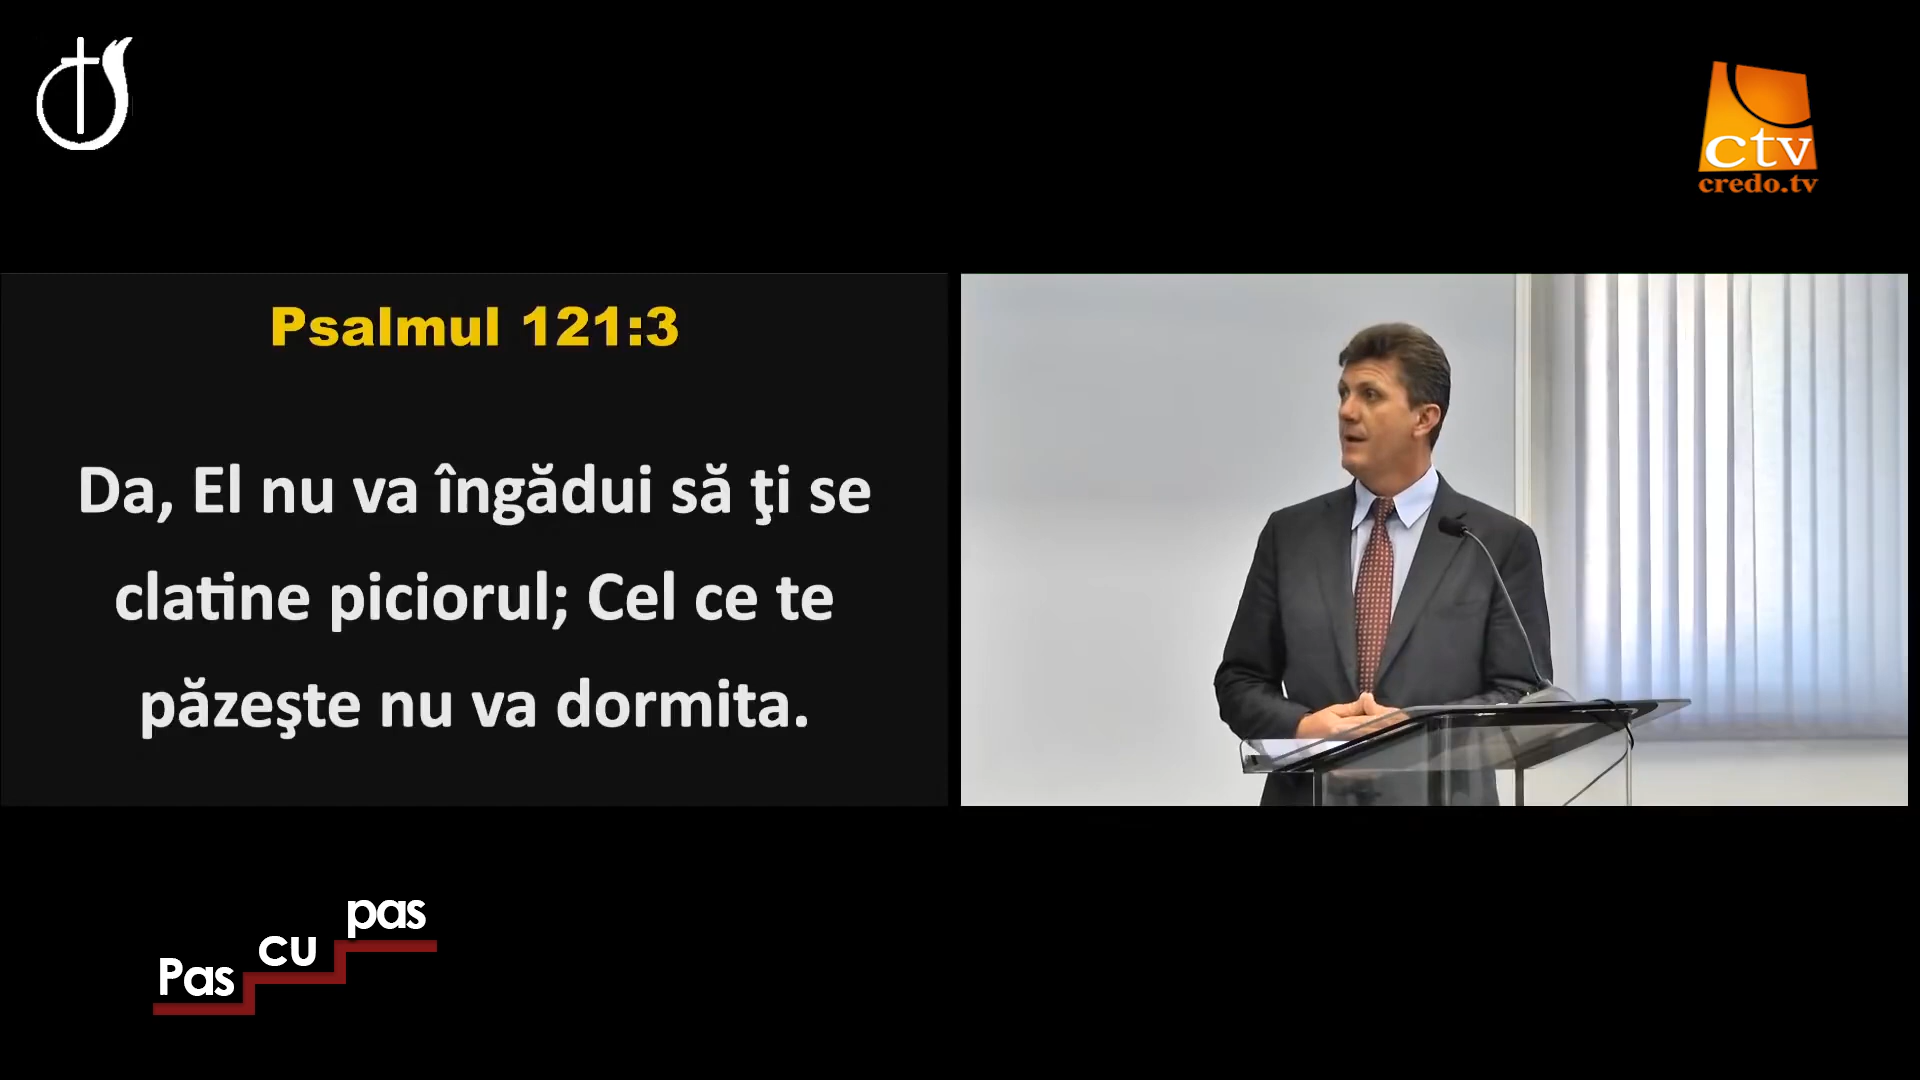 ctv
credo.tv
Psalmul 121:3
Da, El nu va îngădui să ţi se
clatine piciorul; Cel ce te
păzeşte nu va dormita.
Pas cu pas